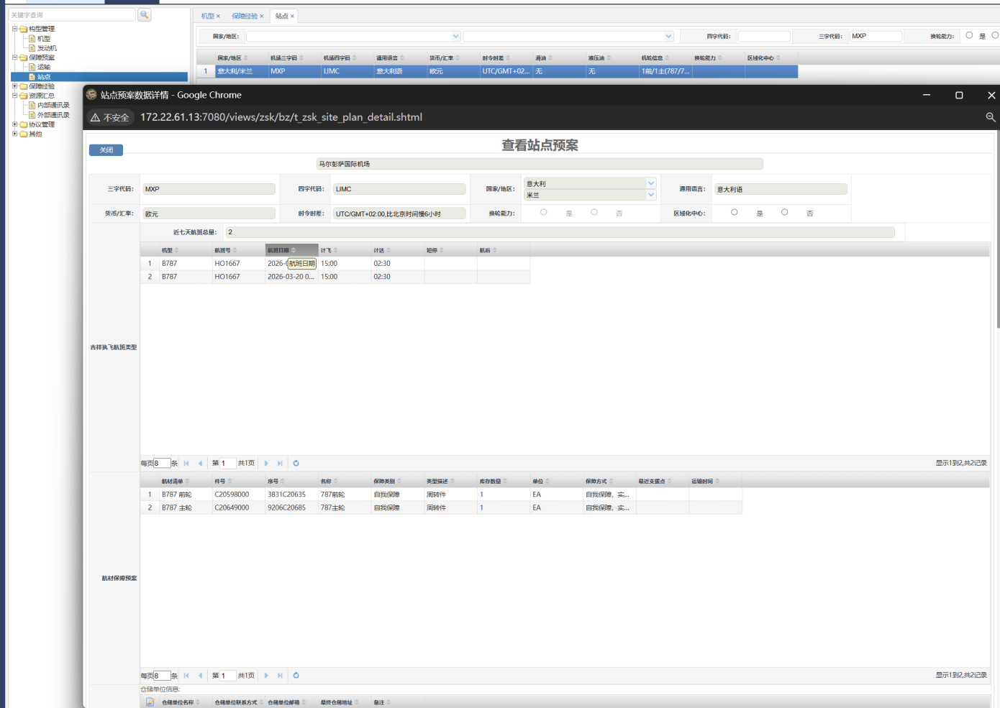 关键字查询
机型 × 保障经验 × 站点 ×
构型管理
机型
发动机
保障预案
运输
站点
保障经验
资源汇总
内部通讯录
外部通讯录
协议管理
其他
国家/地区: 四字代码: 三字代码: MXP 换轮能力: 是
国家/地区 机场三字码 机场四字码 通用语言 货币/汇率 时令时差 滑油 液压油 机轮信息 换轮能力 区域化中心
1 意大利/米兰 MXP LIMC 意大利语 欧元 UTC/GMT+02... 无 无 1前/1主(787/7...
站点预案数据详情 - Google Chrome
不安全 172.22.61.13:7080/views/zsk/bz/t_zsk_site_plan_detail.shtml
关闭
查看站点预案
马尔彭萨国际机场
三字代码: MXP 四字代码: LIMC 国家/地区: 意大利 米兰 通用语言: 意大利语
货币/汇率: 欧元 时令时差: UTC/GMT+02:00,比北京时间慢6小时 换轮能力: 是 否 区域化中心: 是 否
近七天航班总量: 2
机型 航班号 航班日期 计飞 计达 短停 航后
1 B787 HO1667 2026-0 航班日期 15:00 02:30
2 B787 HO1667 2026-03-20 0... 15:00 02:30
吉祥执飞航班类型
每页 8 条 第 1 共1页 显示1到2,共2记录
航材清单 件号 序号 名称 保障类别 类型描述 库存数量 单位 保障方式 最近支援点 运输时间
1 B787 前轮 C20598000 3831C20635 787前轮 自我保障 周转件 1 EA 自我保障, 实...
2 B787 主轮 C20649000 9206C20685 787主轮 自我保障 周转件 1 EA 自我保障, 实...
航材保障预案
每页 8 条 第 1 共1页 显示1到2,共2记录
仓储单位信息:
仓储单位名称 仓储单位联系方式 仓储单位邮箱 最终仓储地址 备注